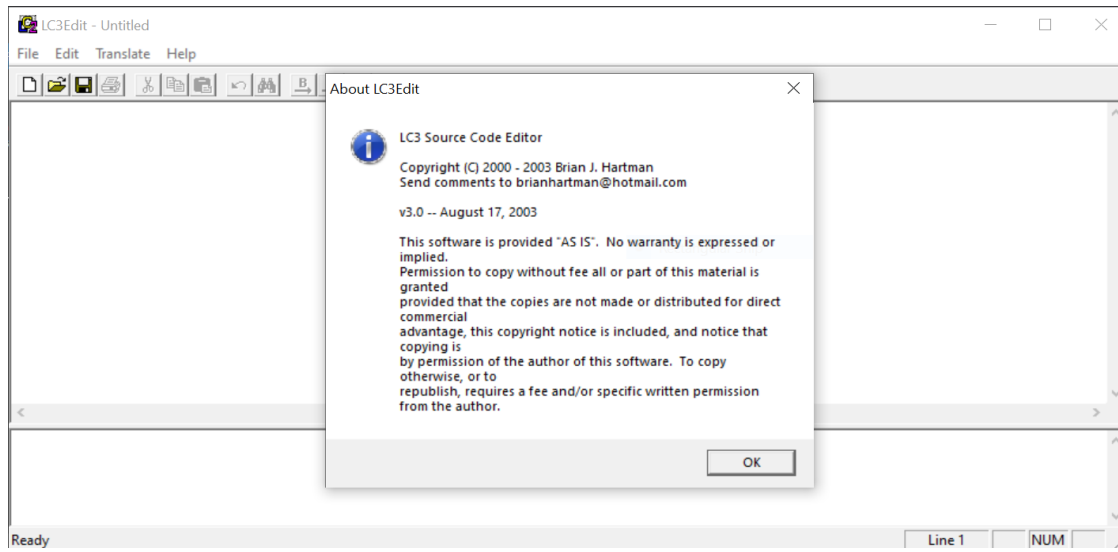 LC3Edit - Untitled
File Edit Translate Help
B
About LC3Edit
LC3 Source Code Editor
Copyright (C) 2000 - 2003 Brian J. Hartman
Send comments to brianhartman@hotmail.com
v3.0 -- August 17, 2003
This software is provided "AS IS".  No warranty is expressed or
implied.
Permission to copy without fee all or part of this material is
granted
provided that the copies are not made or distributed for direct
commercial
advantage, this copyright notice is included, and notice that
copying is
by permission of the author of this software.  To copy
otherwise, or to
republish, requires a fee and/or specific written permission
from the author.
OK
Ready Line 1 NUM